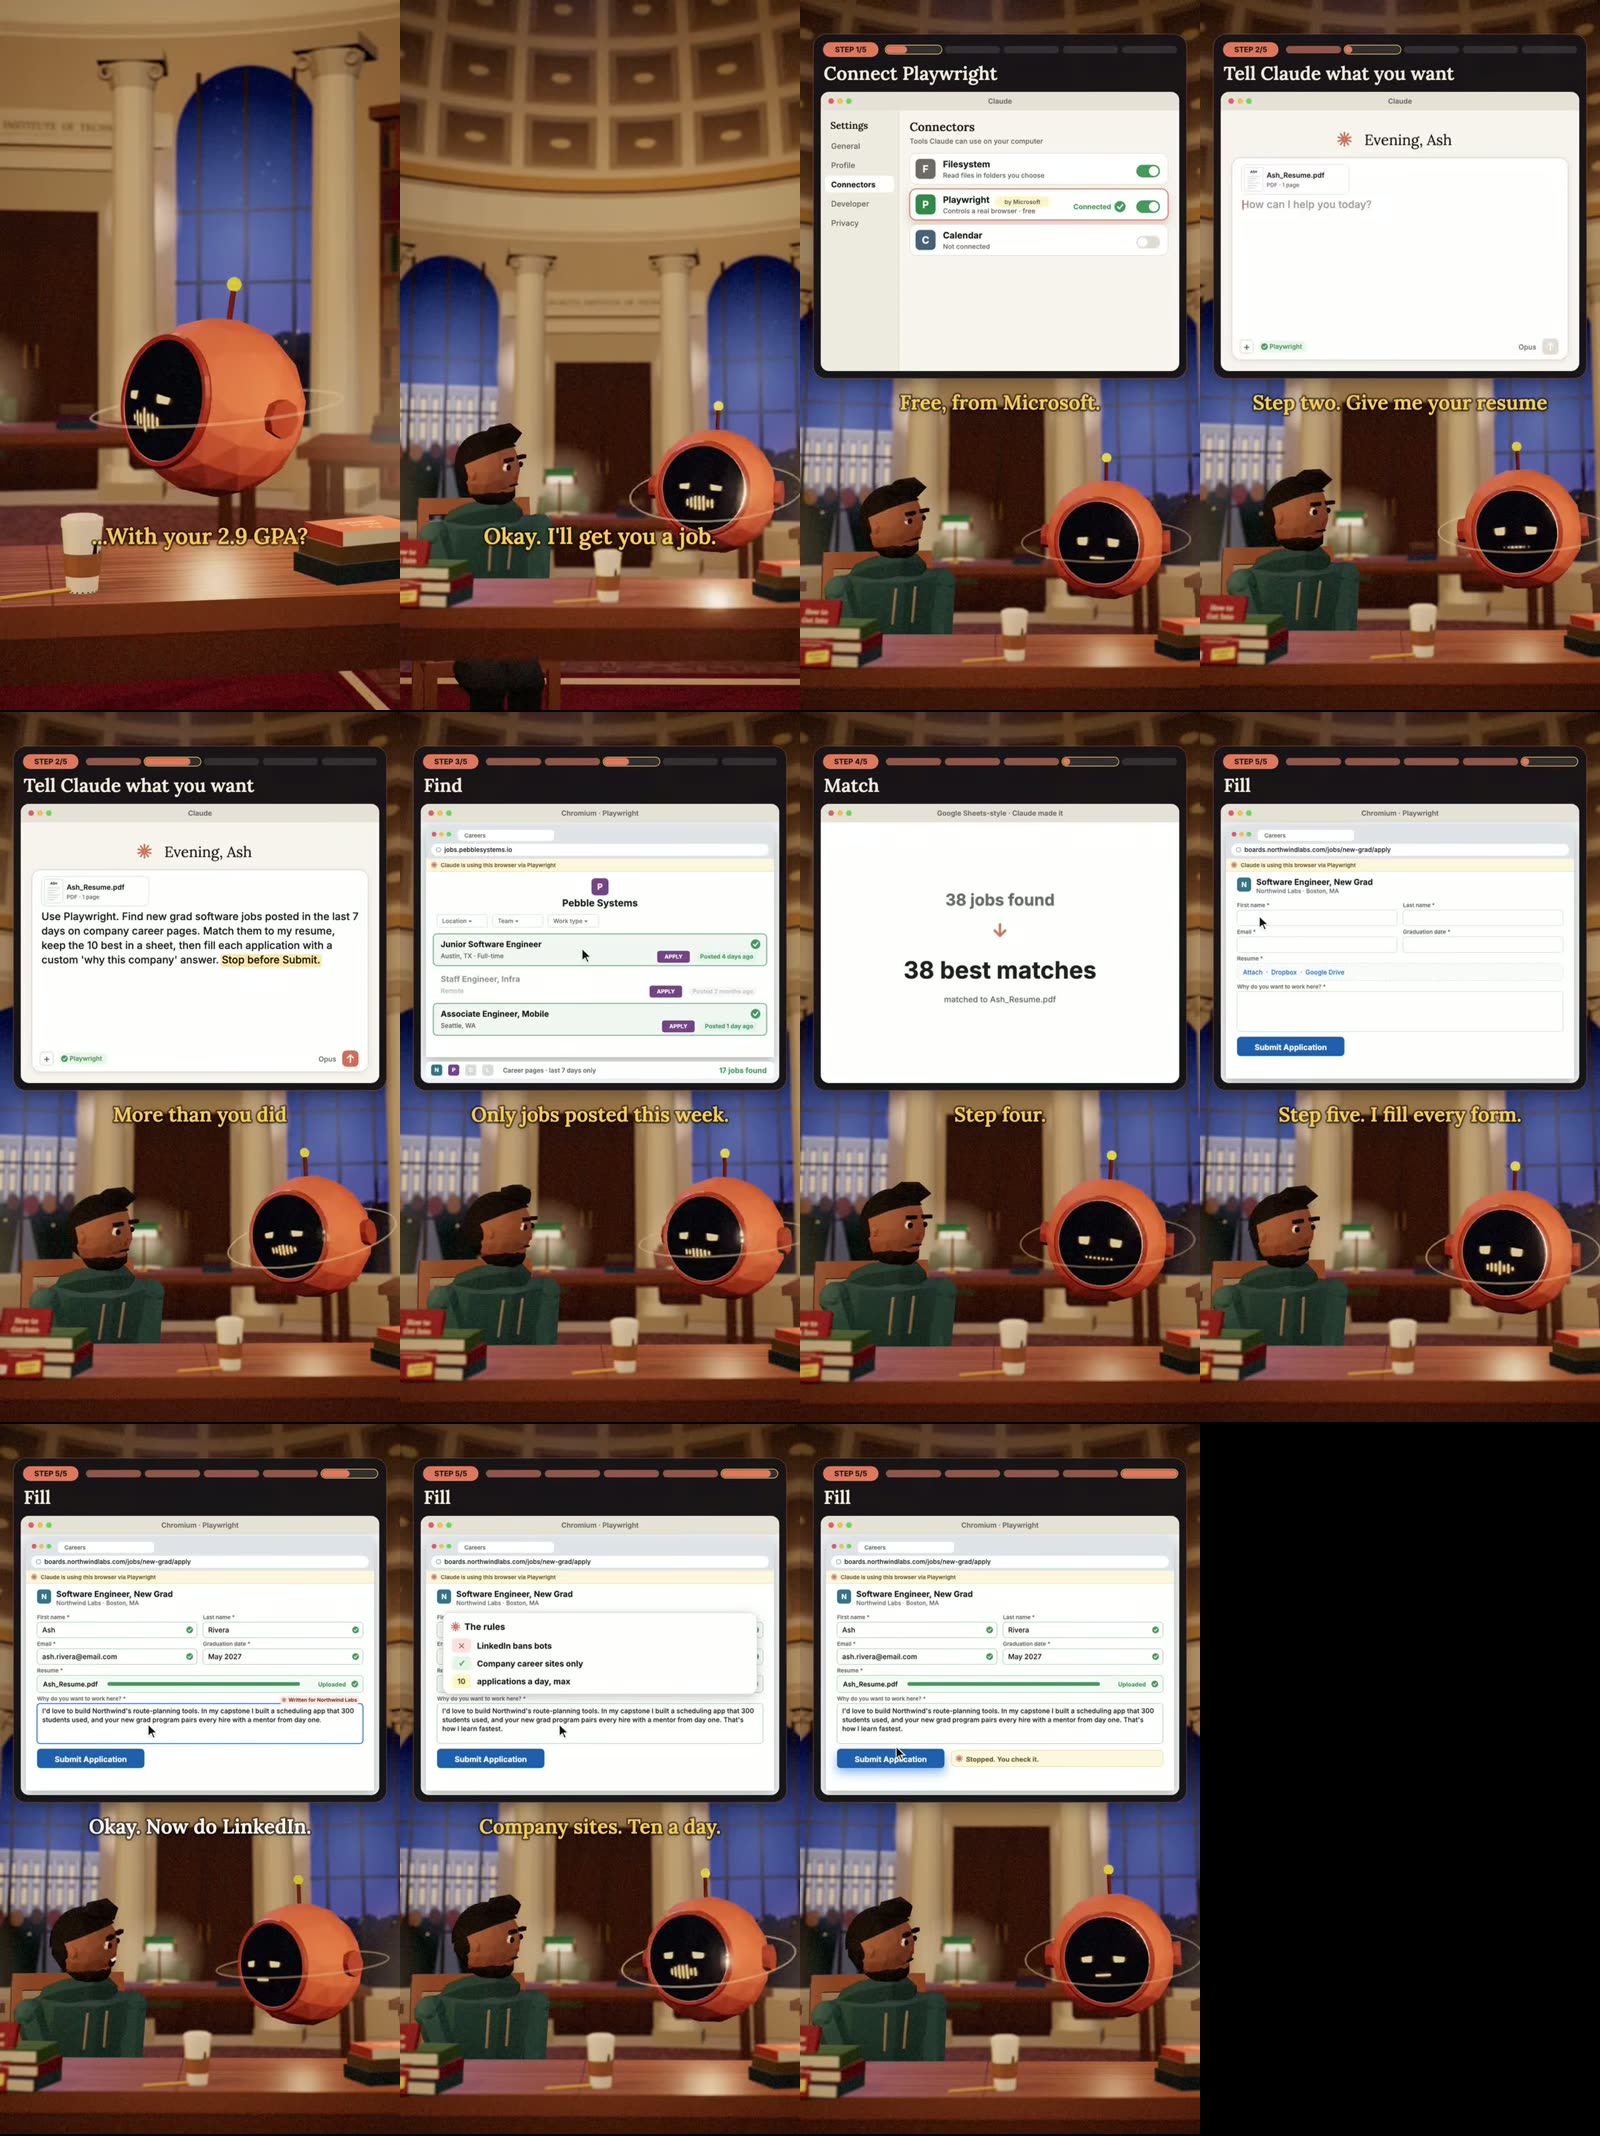 ...With your 2.9 GPA?
Okay. I'll get you a job.
STEP 1/5
Connect Playwright
Claude
Settings
General
Profile
Connectors
Developer
Privacy
Connectors
Tools Claude can use on your computer
F
Filesystem
Read files in folders you choose
P
Playwright
by Microsoft
Controls a real browser · free
Connected
C
Calendar
Not connected
Free, from Microsoft.
STEP 2/5
Tell Claude what you want
Claude
Evening, Ash
Ash_Resume.pdf
PDF · 1 page
How can I help you today?
+
Playwright
Opus
Step two. Give me your resume
STEP 2/5
Tell Claude what you want
Claude
Evening, Ash
Ash_Resume.pdf
PDF · 1 page
Use Playwright. Find new grad software jobs posted in the last 7
days on company career pages. Match them to my resume,
keep the 10 best in a sheet, then fill each application with a
custom 'why this company' answer. Stop before Submit.
+
Playwright
Opus
More than you did
STEP 3/5
Find
Chromium · Playwright
Careers
jobs.pebblesystems.io
Claude is using this browser via Playwright
P
Pebble Systems
Location
Team
Work type
Junior Software Engineer
Austin, TX · Full-time
APPLY
Posted 4 days ago
Staff Engineer, Infra
Remote
APPLY
Posted 2 months ago
Associate Engineer, Mobile
Seattle, WA
APPLY
Posted 1 day ago
N
P
Career pages · last 7 days only
17 jobs found
Only jobs posted this week.
STEP 4/5
Match
Google Sheets-style · Claude made it
38 jobs found
38 best matches
matched to Ash_Resume.pdf
Step four.
STEP 5/5
Fill
Chromium · Playwright
Careers
boards.northwindlabs.com/jobs/new-grad/apply
Claude is using this browser via Playwright
N
Software Engineer, New Grad
Northwind Labs · Boston, MA
First name *
Last name *
Email *
Graduation date *
Resume *
Attach · Dropbox · Google Drive
Why do you want to work here? *
Submit Application
Step five. I fill every form.
STEP 5/5
Fill
Chromium · Playwright
Careers
boards.northwindlabs.com/jobs/new-grad/apply
Claude is using this browser via Playwright
N
Software Engineer, New Grad
Northwind Labs · Boston, MA
First name *
Last name *
Ash
Rivera
Email *
Graduation date *
ash.rivera@email.com
May 2027
Resume *
Ash_Resume.pdf
Uploaded
Why do you want to work here? *
Written for Northwind Labs
I'd love to build Northwind's route-planning tools. In my capstone I built a scheduling app that 300
students used, and your new grad program pairs every hire with a mentor from day one.
Submit Application
Okay. Now do LinkedIn.
STEP 5/5
Fill
Chromium · Playwright
Careers
boards.northwindlabs.com/jobs/new-grad/apply
Claude is using this browser via Playwright
N
Software Engineer, New Grad
Northwind Labs · Boston, MA
The rules
LinkedIn bans bots
Company career sites only
10
applications a day, max
Why do you want to work here? *
I'd love to build Northwind's route-planning tools. In my capstone I built a scheduling app that 300
students used, and your new grad program pairs every hire with a mentor from day one. That's
how I learn fastest.
Submit Application
Company sites. Ten a day.
STEP 5/5
Fill
Chromium · Playwright
Careers
boards.northwindlabs.com/jobs/new-grad/apply
Claude is using this browser via Playwright
N
Software Engineer, New Grad
Northwind Labs · Boston, MA
First name *
Last name *
Ash
Rivera
Email *
Graduation date *
ash.rivera@email.com
May 2027
Resume *
Ash_Resume.pdf
Uploaded
Why do you want to work here? *
I'd love to build Northwind's route-planning tools. In my capstone I built a scheduling app that 300
students used, and your new grad program pairs every hire with a mentor from day one. That's
how I learn fastest.
Submit Application
Stopped. You check it.